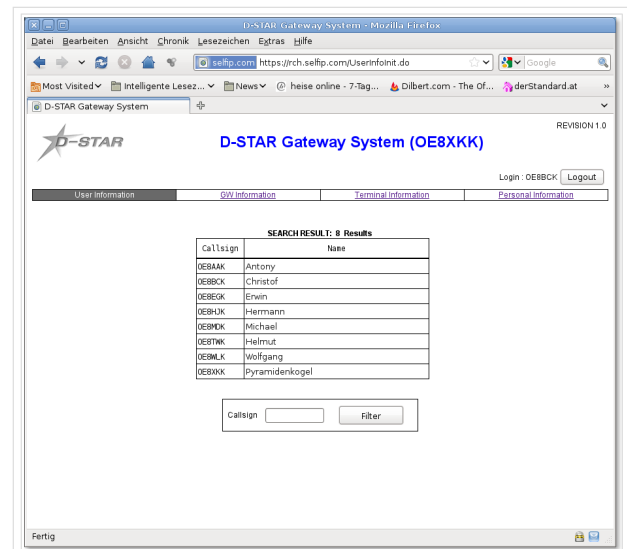 D-STAR Gateway System - Mozilla Firefox
Datei Bearbeiten Ansicht Chronik Lesezeichen Extras Hilfe
selfip.com https://rch.selfip.com/UserInfoInit.do Google
Most Visited Intelligente Lesez... News heise online - 7-Tag... Dilbert.com - The Of... derStandard.at »
D-STAR Gateway System
REVISION 1.0
D-STAR
D-STAR Gateway System (OE8XKK)
Login : OE8BCK Logout
User Information GW Information Terminal Information Personal Information
SEARCH RESULT: 8 Results
Callsign Name
OE8AAK Antony
OE8BCK Christof
OE8EGK Erwin
OE8HJK Hermann
OE8MDK Michael
OE8TWK Helmut
OE8WLK Wolfgang
OE8XKK Pyramidenkogel
Callsign Filter
Fertig